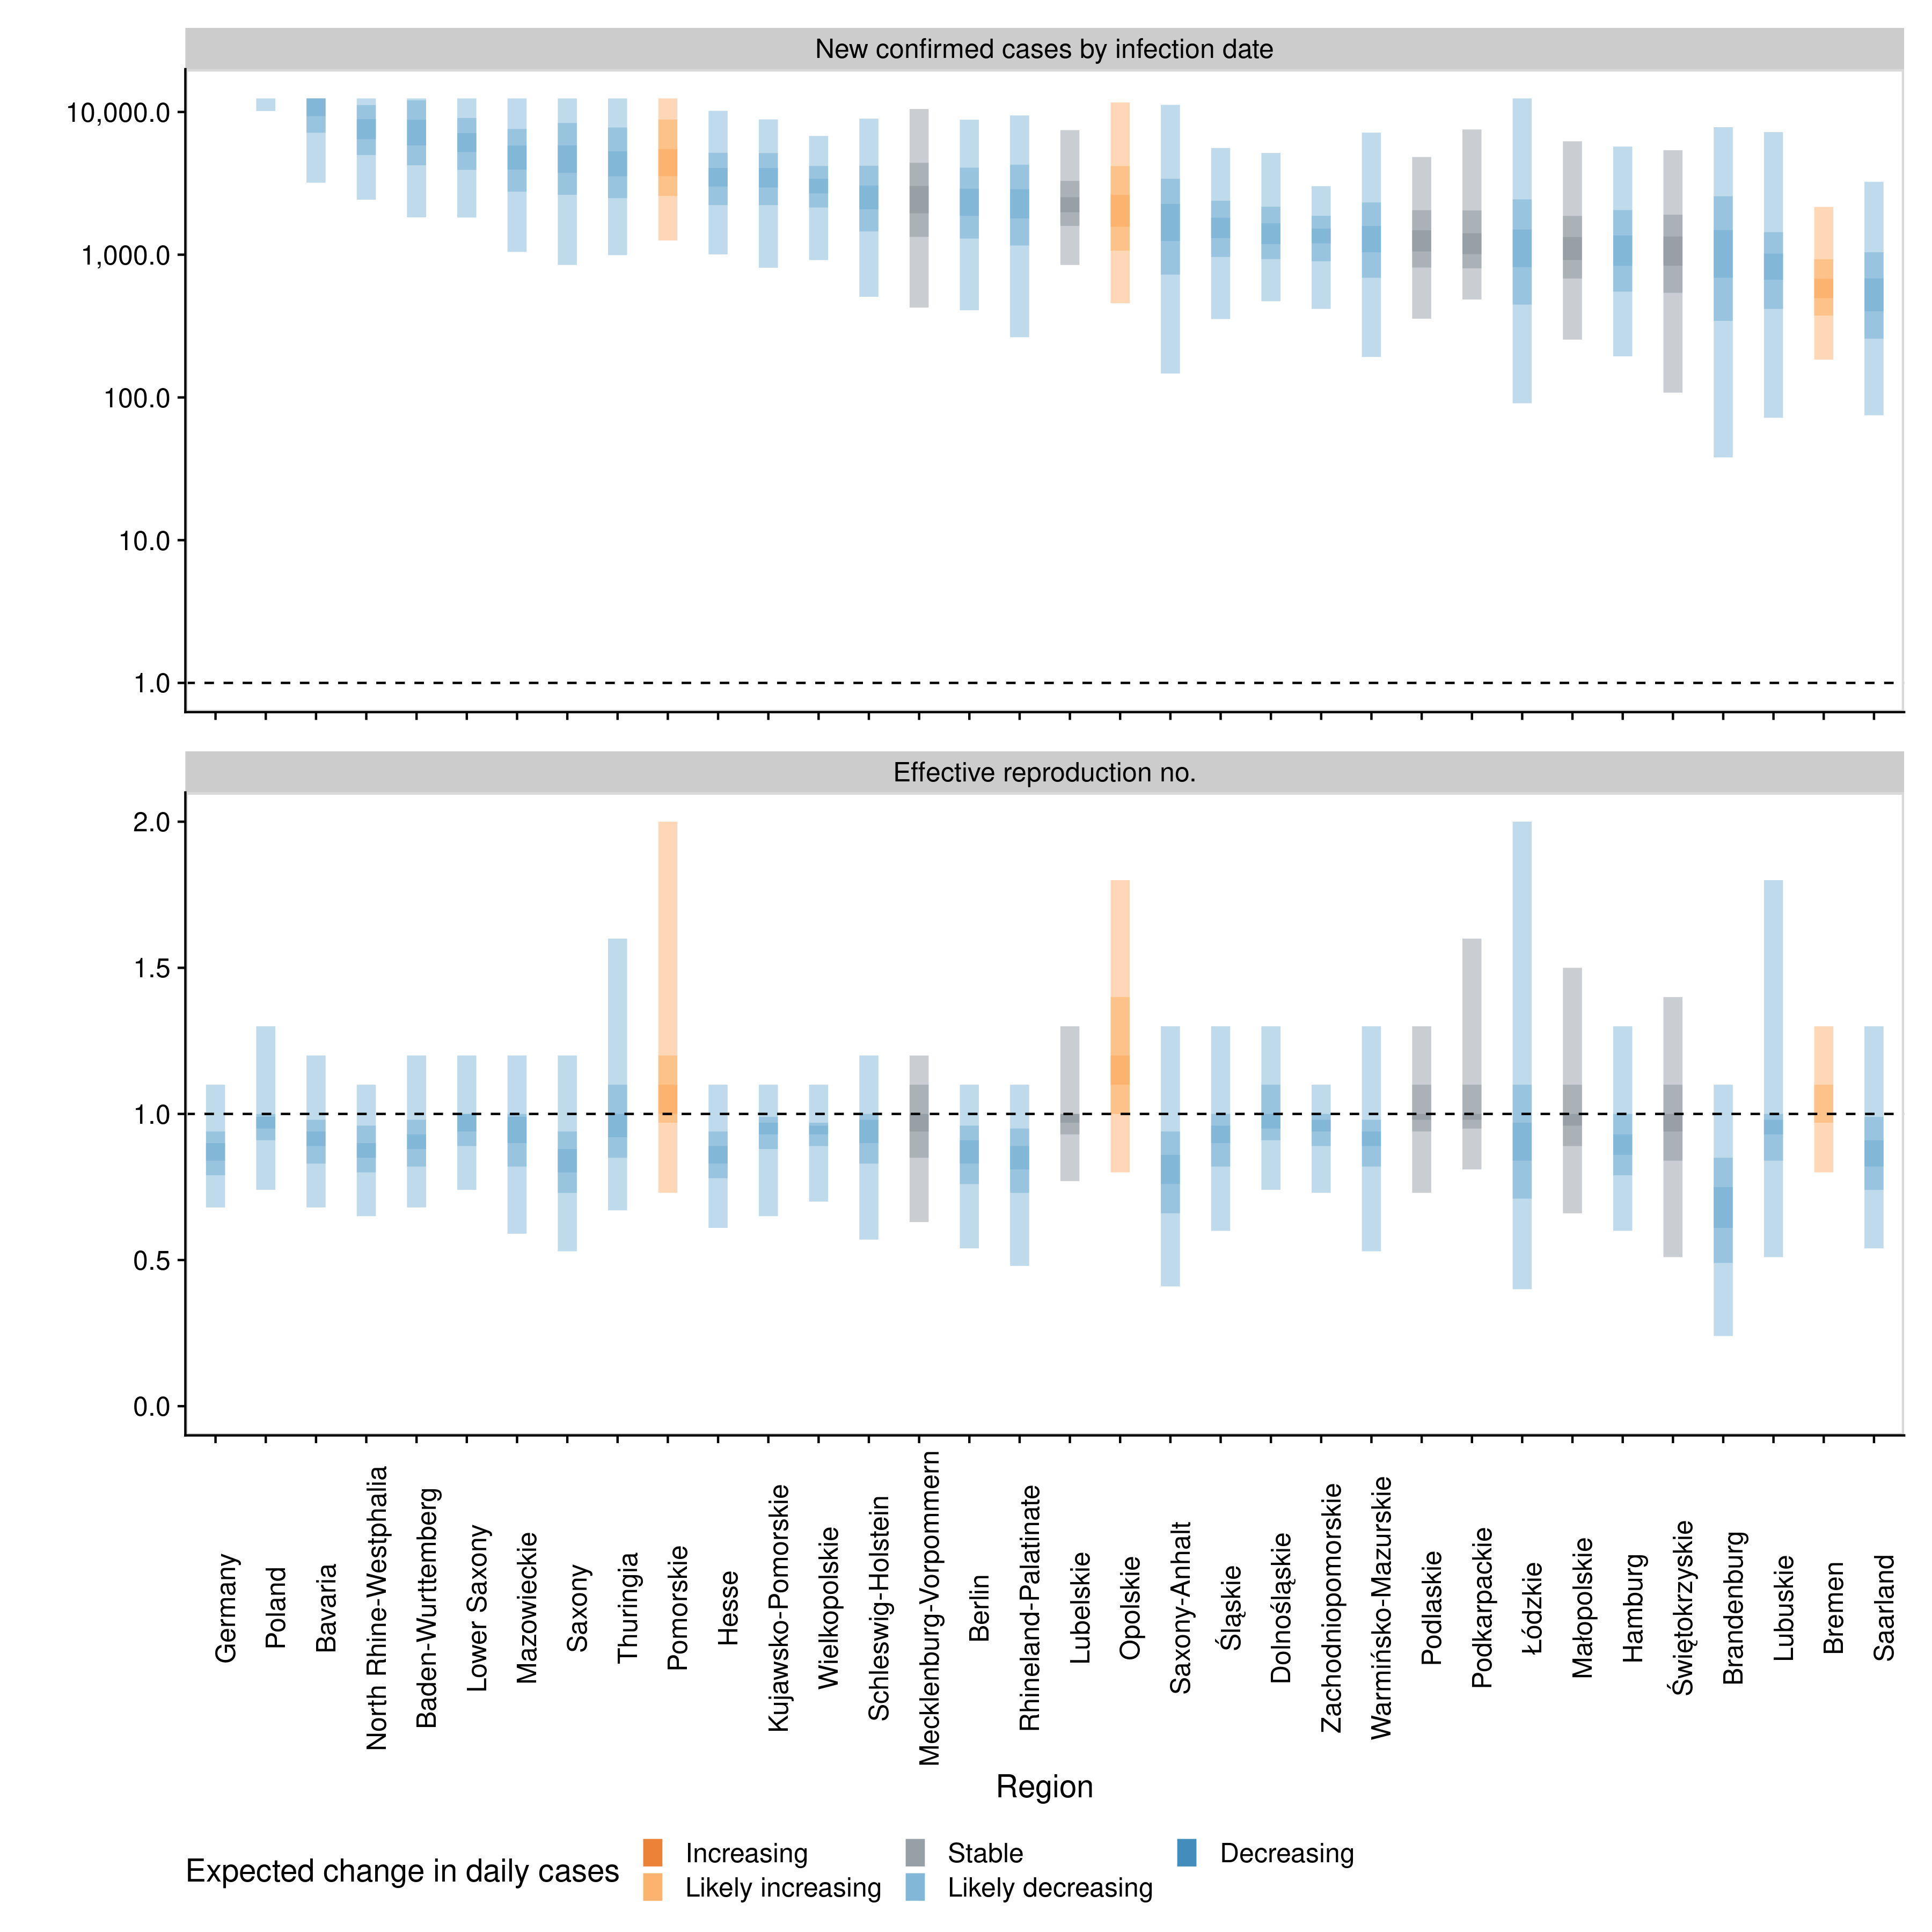 New confirmed cases by infection date
10,000.0
1,000.0
100.0
10.0
1.0
Effective reproduction no.
2.0
1.5
1.0
0.5
0.0
Germany
Poland
Bavaria
North Rhine-Westphalia
Baden-Wurttemberg
Lower Saxony
Mazowieckie
Saxony
Thuringia
Pomorskie
Hesse
Kujawsko-Pomorskie
Wielkopolskie
Schleswig-Holstein
Mecklenburg-Vorpommern
Berlin
Rhineland-Palatinate
Lubelskie
Opolskie
Saxony-Anhalt
Śląskie
Dolnośląskie
Zachodniopomorskie
Warmińsko-Mazurskie
Podlaskie
Podkarpackie
Łódzkie
Małopolskie
Hamburg
Świętokrzyskie
Brandenburg
Lubuskie
Bremen
Saarland
Region
Expected change in daily cases
Increasing
Likely increasing
Stable
Likely decreasing
Decreasing